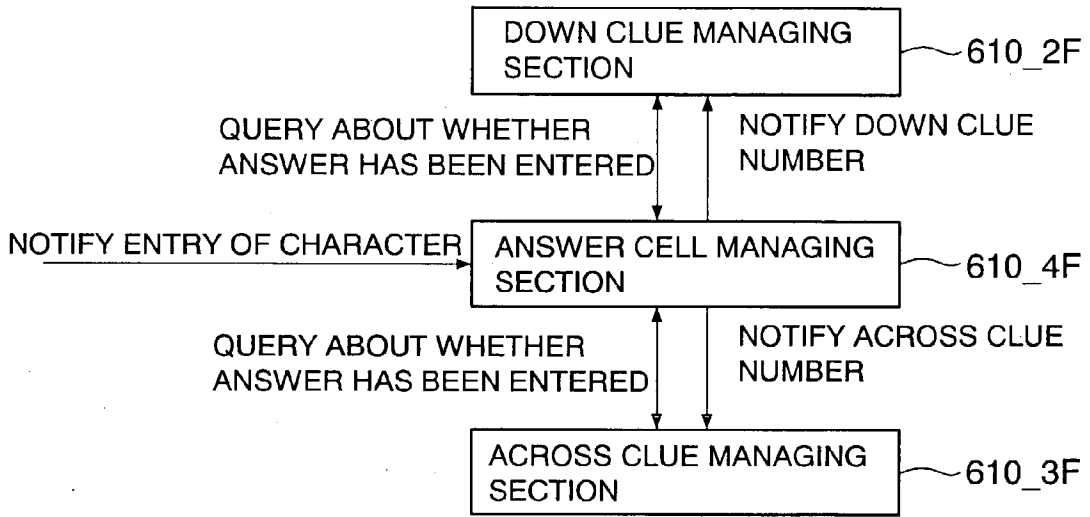 DOWN CLUE MANAGING
SECTION
610_2F
QUERY ABOUT WHETHER
ANSWER HAS BEEN ENTERED
NOTIFY DOWN CLUE
NUMBER
NOTIFY ENTRY OF CHARACTER
ANSWER CELL MANAGING
SECTION
610_4F
QUERY ABOUT WHETHER
ANSWER HAS BEEN ENTERED
NOTIFY ACROSS CLUE
NUMBER
ACROSS CLUE MANAGING
SECTION
610_3F